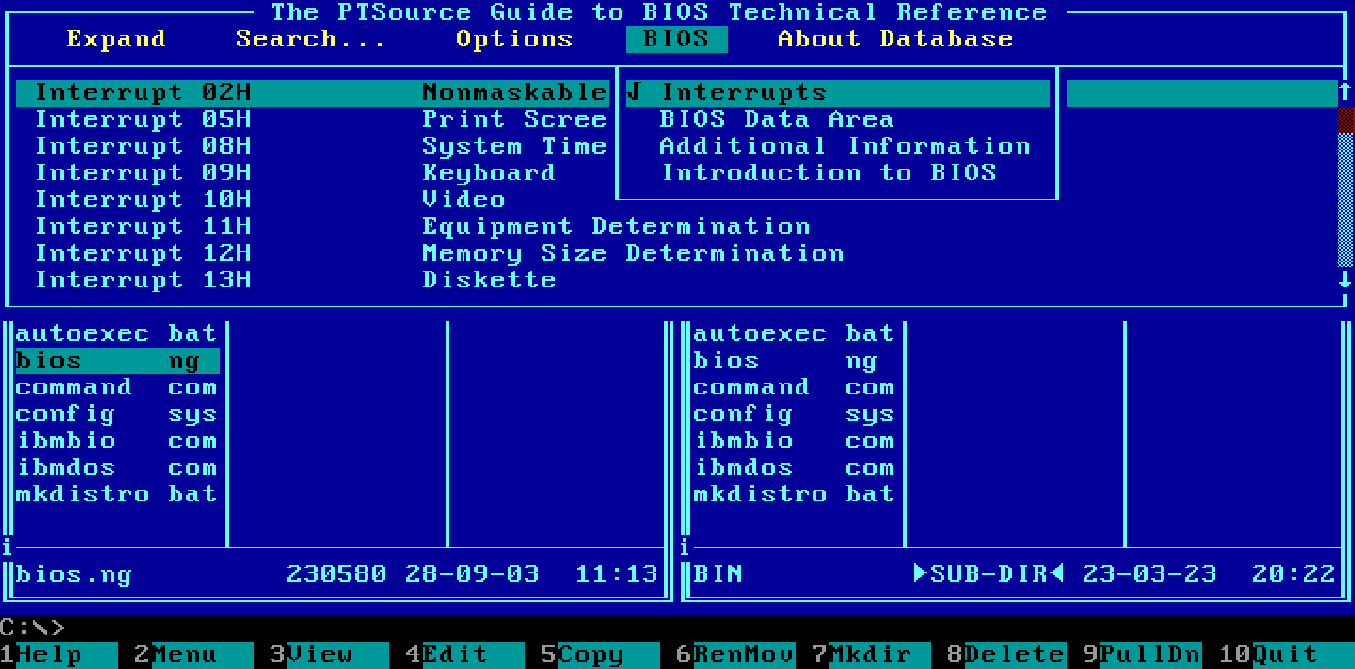 The PTSource Guide to BIOS Technical Reference
Expand Search... Options BIOS About Database
Interrupt 02H Nonmaskable √ Interrupts ↑
Interrupt 05H Print Scree BIOS Data Area
Interrupt 08H System Time Additional Information
Interrupt 09H Keyboard Introduction to BIOS
Interrupt 10H Video
Interrupt 11H Equipment Determination
Interrupt 12H Memory Size Determination
Interrupt 13H Diskette ↓
autoexec bat autoexec bat
bios ng bios ng
command com command com
config sys config sys
ibmbio com ibmbio com
ibmdos com ibmdos com
mkdistro bat mkdistro bat
i i
bios.ng 230580 28-09-03 11:13 BIN ►SUB-DIR◄ 23-03-23 20:22
C:\>
1Help 2Menu 3View 4Edit 5Copy 6RenMov 7Mkdir 8Delete 9PullDn 10Quit